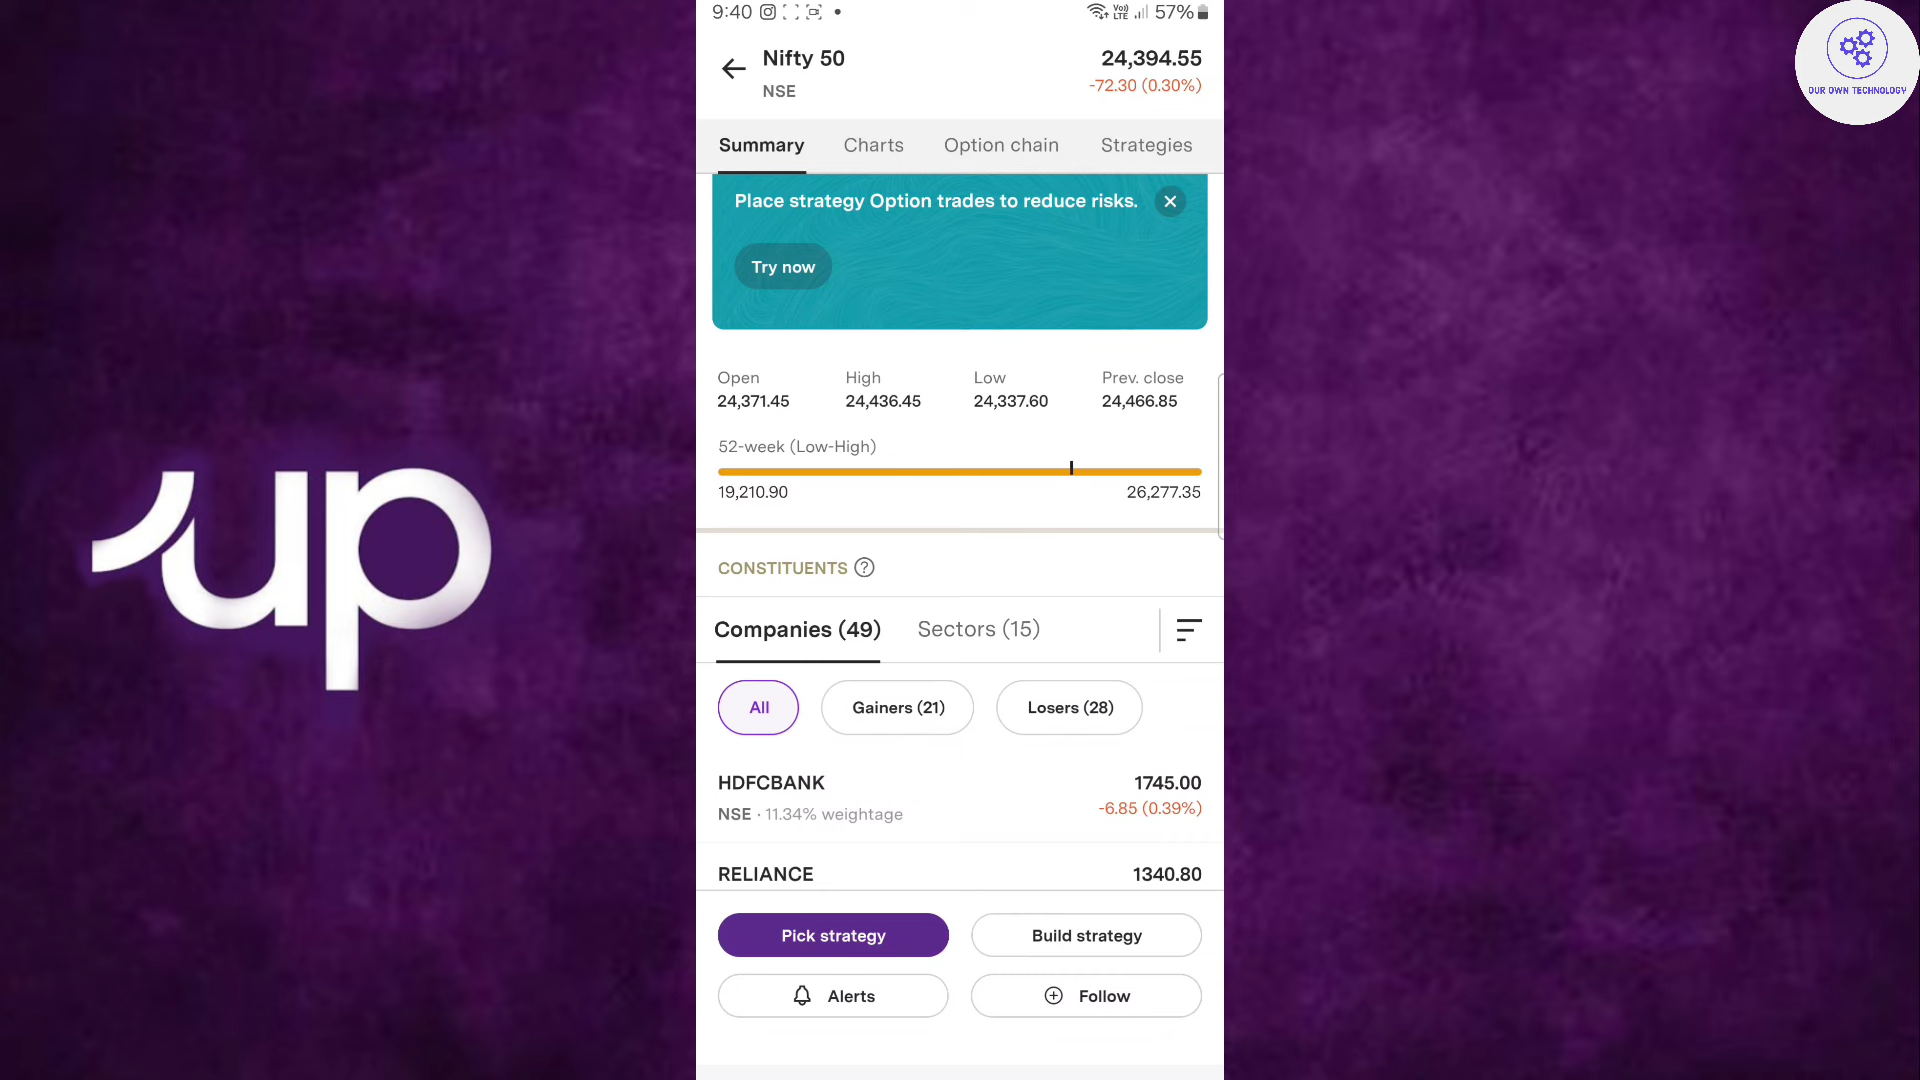 9:40
Vo)) LTE 57%
Nifty 50 24,394.55
NSE -72.30 (0.30%)
Summary Charts Option chain Strategies
Place strategy Option trades to reduce risks.
Try now
Open High Low Prev. close
24,371.45 24,436.45 24,337.60 24,466.85
52-week (Low-High)
19,210.90 26,277.35
CONSTITUENTS ?
Companies (49) Sectors (15)
All Gainers (21) Losers (28)
HDFCBANK 1745.00
NSE · 11.34% weightage -6.85 (0.39%)
RELIANCE 1340.80
Pick strategy Build strategy
Alerts Follow
up
OUR OWN TECHNOLOGY